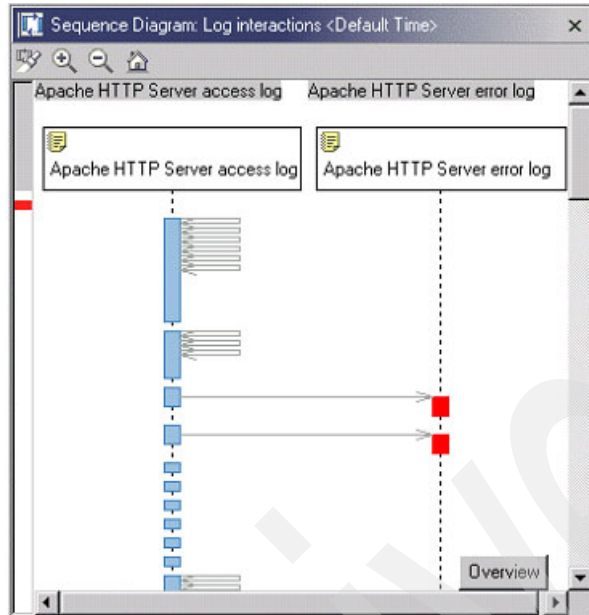 Sequence Diagram: Log interactions <Default Time>
Apache HTTP Server access log Apache HTTP Server error log
Apache HTTP Server access log Apache HTTP Server error log
Overview